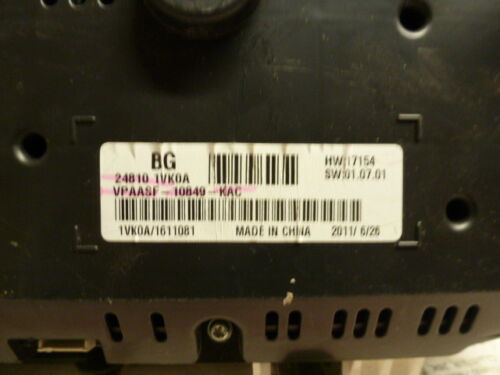 BG
24810 1VK0A
VPAASF-10849-KAC
HW:17154
SW:01.07.01
1VK0A/1611081 MADE IN CHINA 2011/ 6/26